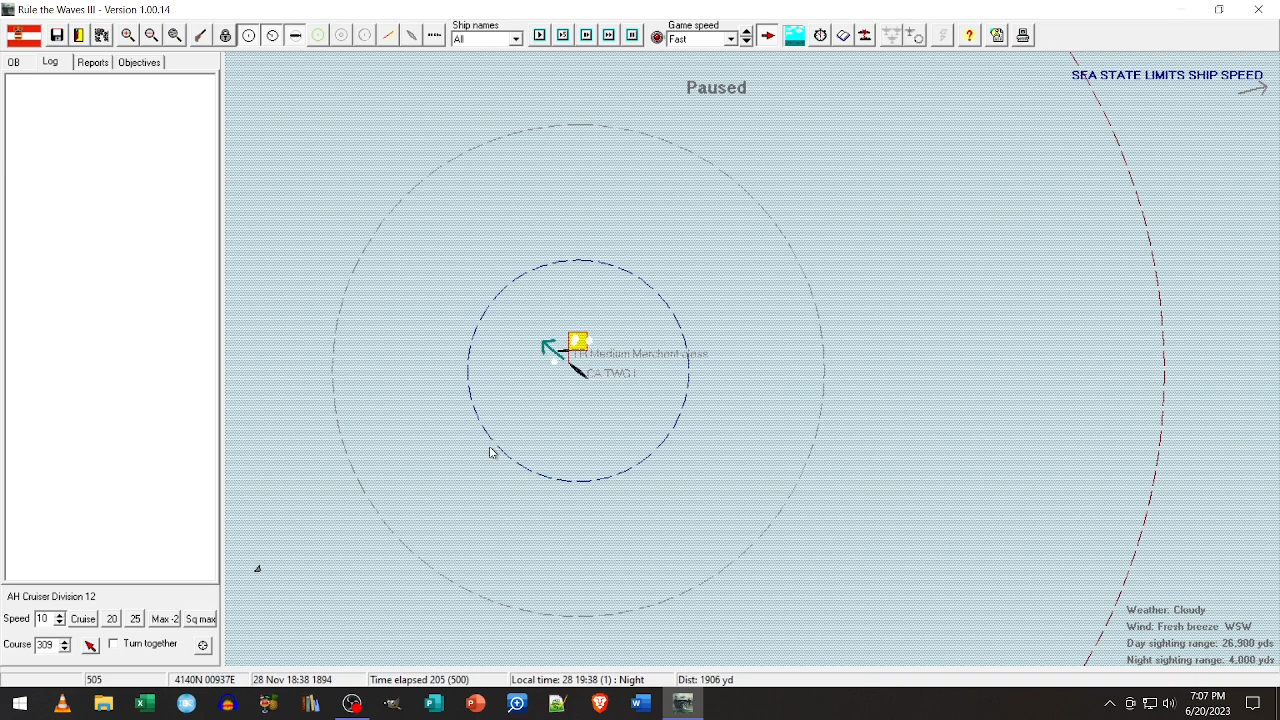 Rule the Waves III - Version 1.00.14
Ship names
All
Game speed
Fast
OB
Log
Reports
Objectives
SEA STATE LIMITS SHIP SPEED
Paused
Medium Merchant class
AH Cruiser Division 12
Speed 10 Cruise 20 25 Max -2 Sq max
Course 309 Turn together
Weather: Cloudy
Wind: Fresh breeze WSW
Day sighting range: 26,900 yds
Night sighting range: 4,000 yds
505
4140N 00937E
28 Nov 18:38 1894
Time elapsed 205 (500)
Local time: 28 19:38 (1) : Night
Dist: 1906 yd
7:07 PM
6/20/2023